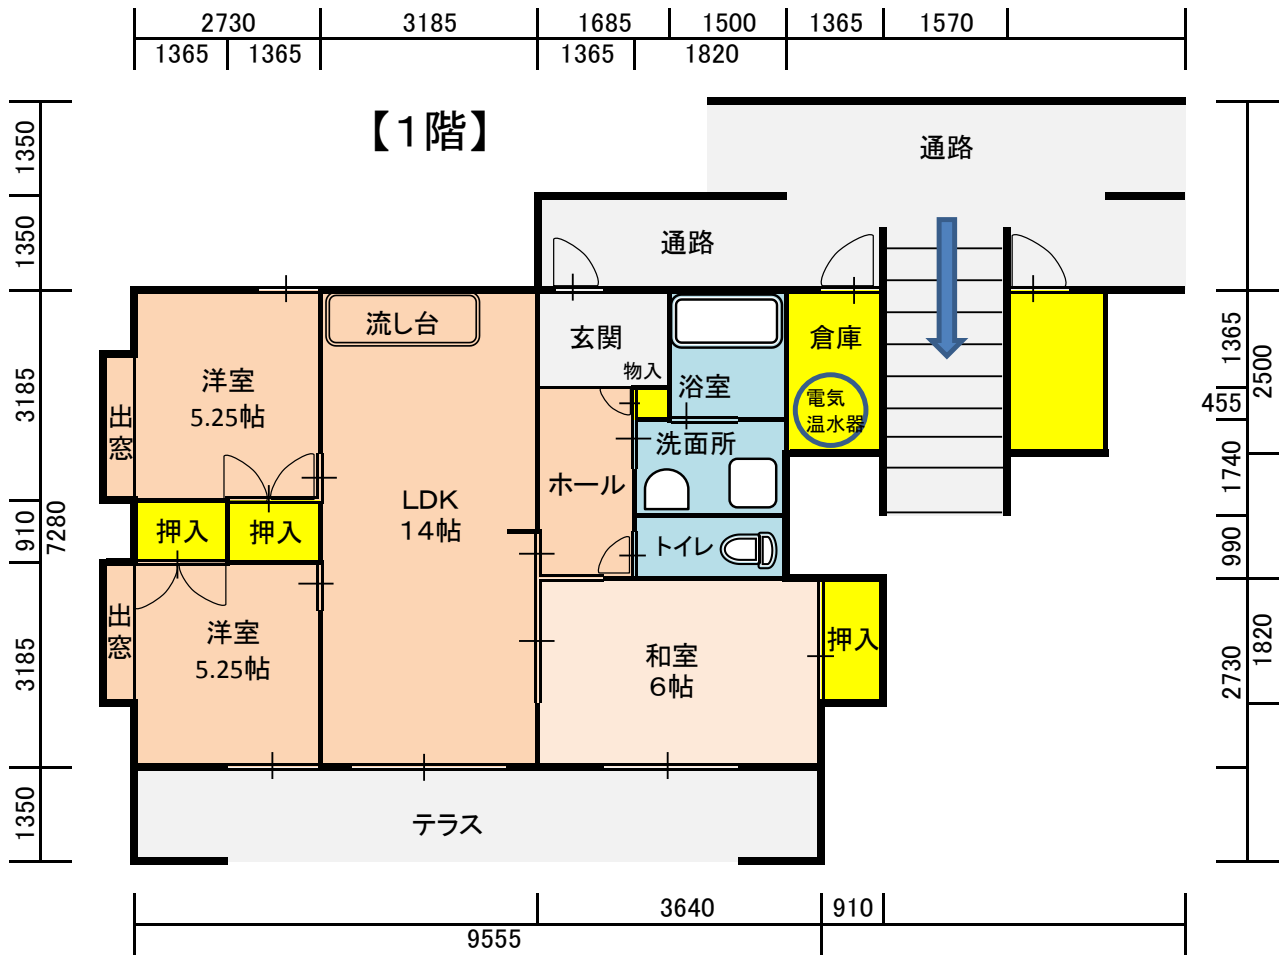 2730 3185 1685 1500 1365 1570
1365 1365 1365 1820
【1階】
通路
通路
1350
1350
3185
910
7280
3185
1350
流し台
玄関
物入
浴室
倉庫
電気
温水器
洋室
5.25帖
出窓
洗面所
ホール
LDK
14帖
押入
押入
トイレ
出窓
洋室
5.25帖
和室
6帖
押入
テラス
1365
2500
455
1740
990
1820
2730
3640 910
9555